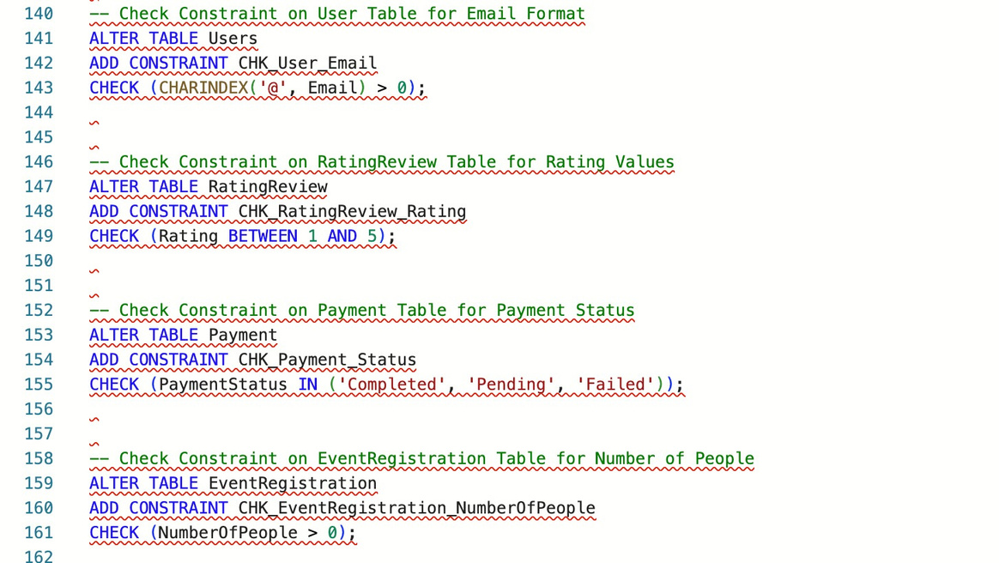 140 -- Check Constraint on User Table for Email Format
141 ALTER TABLE Users
142 ADD CONSTRAINT CHK_User_Email
143 CHECK (CHARINDEX('@', Email) > 0);
144
145
146 -- Check Constraint on RatingReview Table for Rating Values
147 ALTER TABLE RatingReview
148 ADD CONSTRAINT CHK_RatingReview_Rating
149 CHECK (Rating BETWEEN 1 AND 5);
150
151
152 -- Check Constraint on Payment Table for Payment Status
153 ALTER TABLE Payment
154 ADD CONSTRAINT CHK_Payment_Status
155 CHECK (PaymentStatus IN ('Completed', 'Pending', 'Failed'));
156
157
158 -- Check Constraint on EventRegistration Table for Number of People
159 ALTER TABLE EventRegistration
160 ADD CONSTRAINT CHK_EventRegistration_NumberOfPeople
161 CHECK (NumberOfPeople > 0);
162